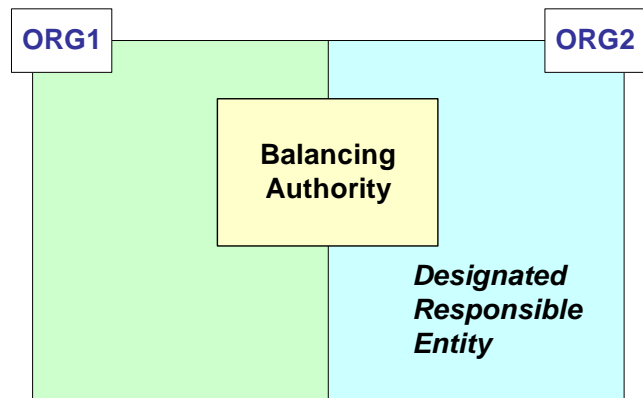 ORG1
ORG2
Balancing
Authority
Designated
Responsible
Entity